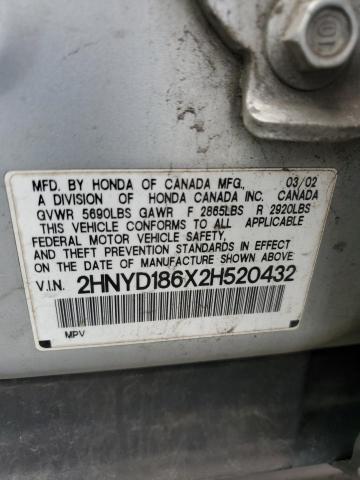 MFD. BY HONDA OF CANADA MFG., 03/02
A DIVISION OF HONDA CANADA INC. CANADA
GVWR 5690LBS GAWR F 2865LBS R 2920LBS
THIS VEHICLE CONFORMS TO ALL APPLICABLE
FEDERAL MOTOR VEHICLE SAFETY,
AND THEFT PREVENTION STANDARDS IN EFFECT
ON THE DATE OF MANUFACTURE SHOWN ABOVE.
V.I.N. 2HNYD186X2H520432
MPV